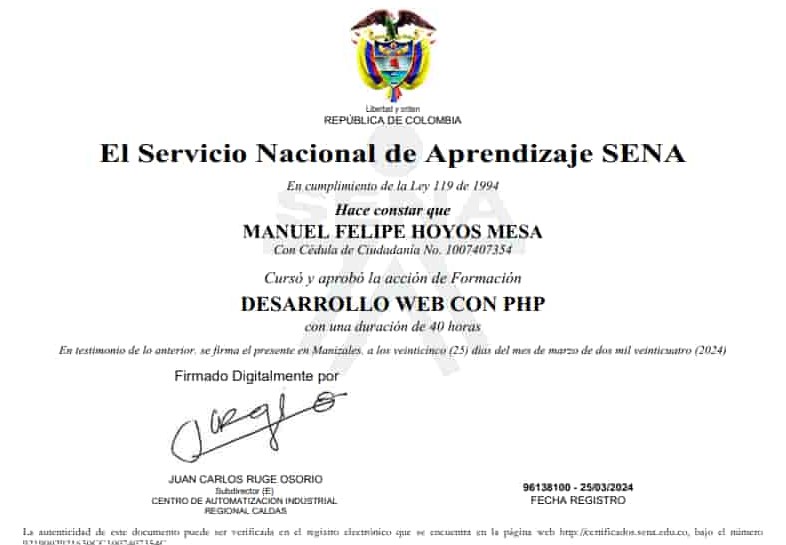 Libertad y orden
REPÚBLICA DE COLOMBIA
El Servicio Nacional de Aprendizaje SENA
En cumplimiento de la Ley 119 de 1994
Hace constar que
MANUEL FELIPE HOYOS MESA
Con Cédula de Ciudadanía No. 1007407354
Cursó y aprobó la acción de Formación
DESARROLLO WEB CON PHP
con una duración de 40 horas
En testimonio de lo anterior, se firma el presente en Manizales, a los veinticinco (25) días del mes de marzo de dos mil veinticuatro (2024)
Firmado Digitalmente por
JUAN CARLOS RUGE OSORIO
Subdirector (E)
CENTRO DE AUTOMATIZACION INDUSTRIAL
REGIONAL CALDAS
96138100 - 25/03/2024
FECHA REGISTRO
SENA
La autenticidad de este documento puede ser verificada en el registro electrónico que se encuentra en la página web http://certificados.sena.edu.co, bajo el número